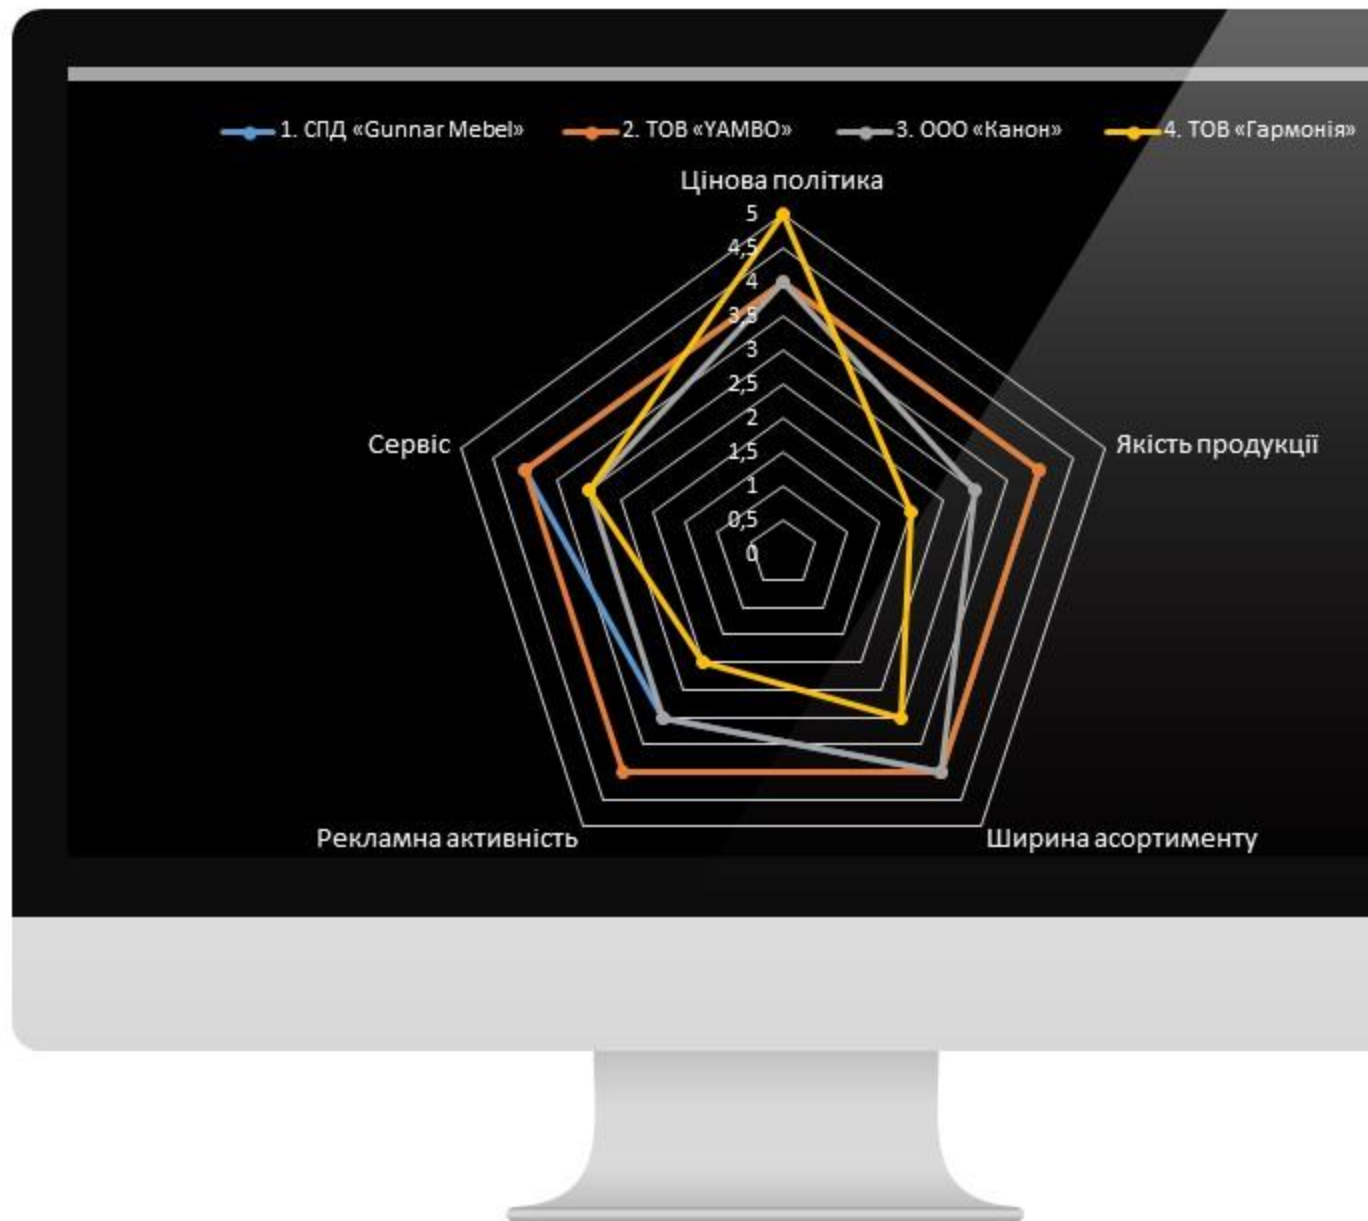 1. СПД «Gunnar Mebel» 2. ТОВ «YAMBO» 3. ООО «Канон» 4. ТОВ «Гармонія»
Цінова політика
5
4,5
4
3,5
3
2,5
2
1,5
1
0,5
0
Сервіс
Якість продукції
Рекламна активність
Ширина асортименту